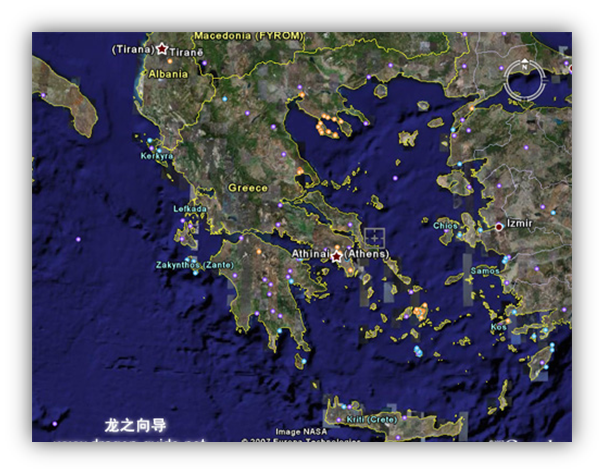 Macedonia (FYROM)
(Tirana) Tiranë
Albania
Kerkyra
Greece
Lefkada
Chios
Izmir
Athinai (Athens)
Zakynthos (Zante)
Samos
Kos
Kriti (Crete)
龙之向导
Image NASA
N